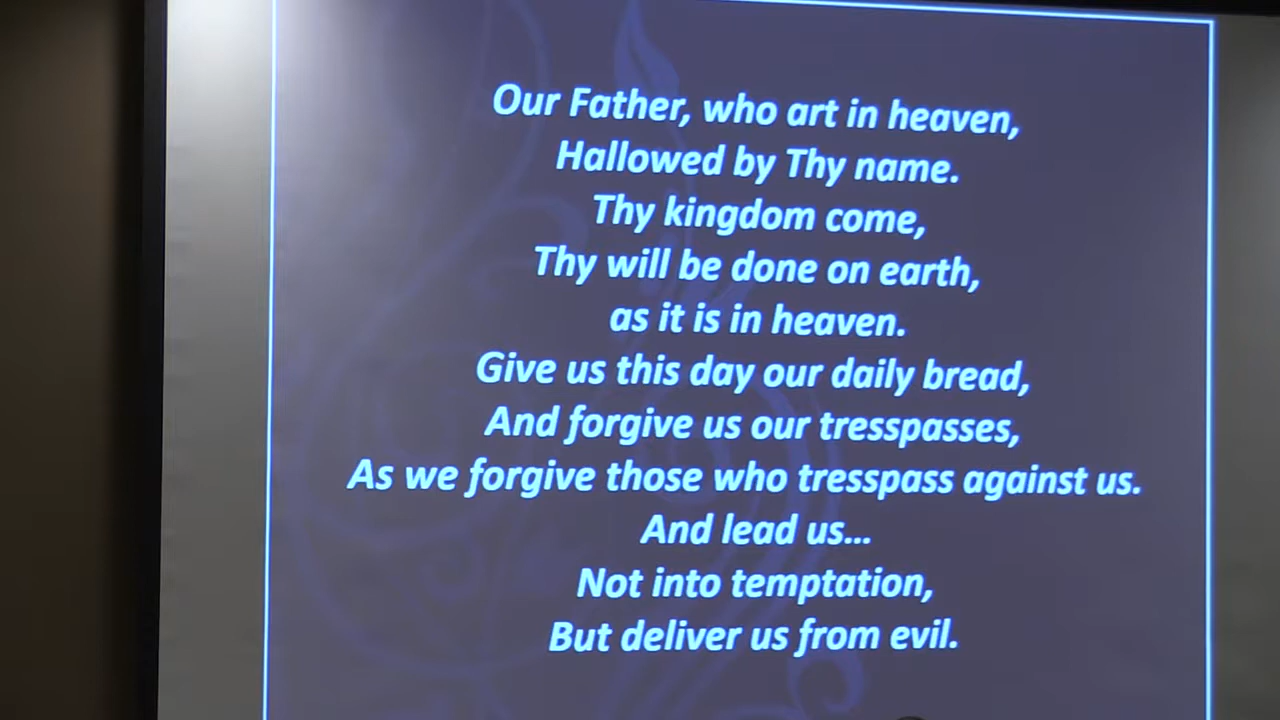 Our Father, who art in heaven,
Hallowed by Thy name.
Thy kingdom come,
Thy will be done on earth,
as it is in heaven.
Give us this day our daily bread,
And forgive us our tresspasses,
As we forgive those who tresspass against us.
And lead us...
Not into temptation,
But deliver us from evil.